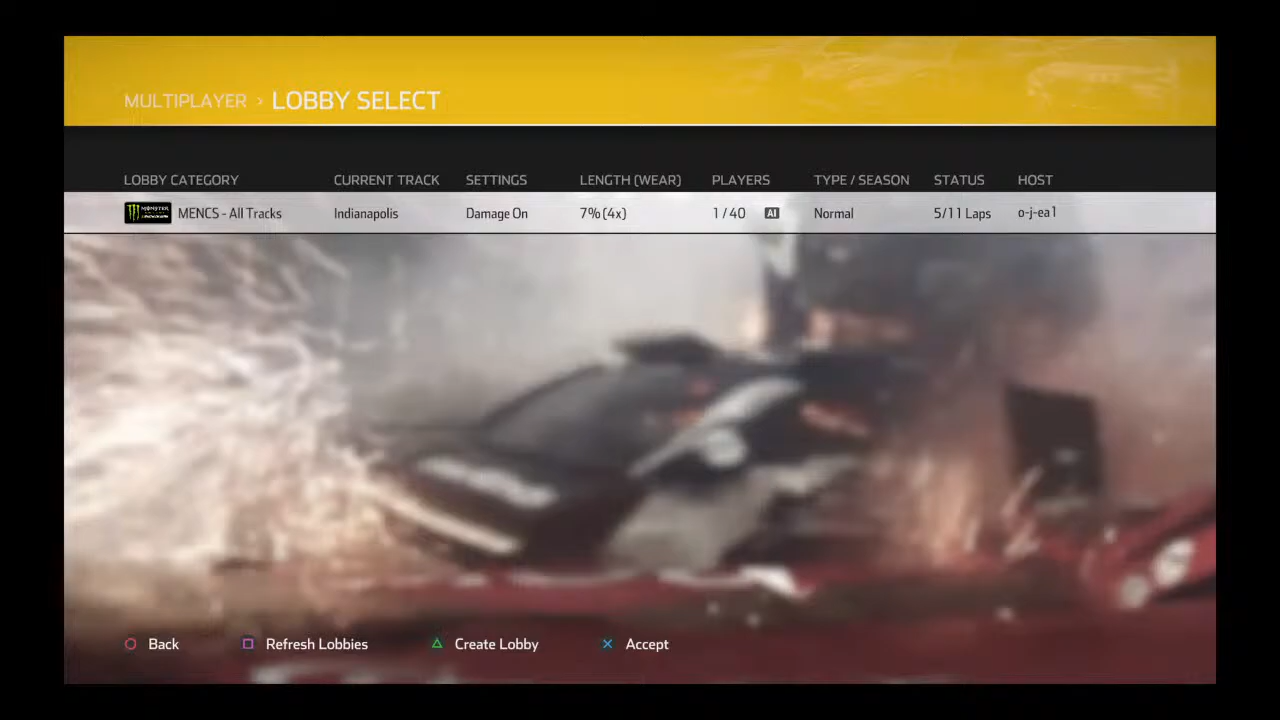 MULTIPLAYER > LOBBY SELECT
LOBBY CATEGORY CURRENT TRACK SETTINGS LENGTH (WEAR) PLAYERS TYPE / SEASON STATUS HOST
MONSTER MENCS - All Tracks Indianapolis Damage On 7% (4x) 1 / 40 AI Normal 5/11 Laps o-j-ea1
Back Refresh Lobbies Create Lobby Accept